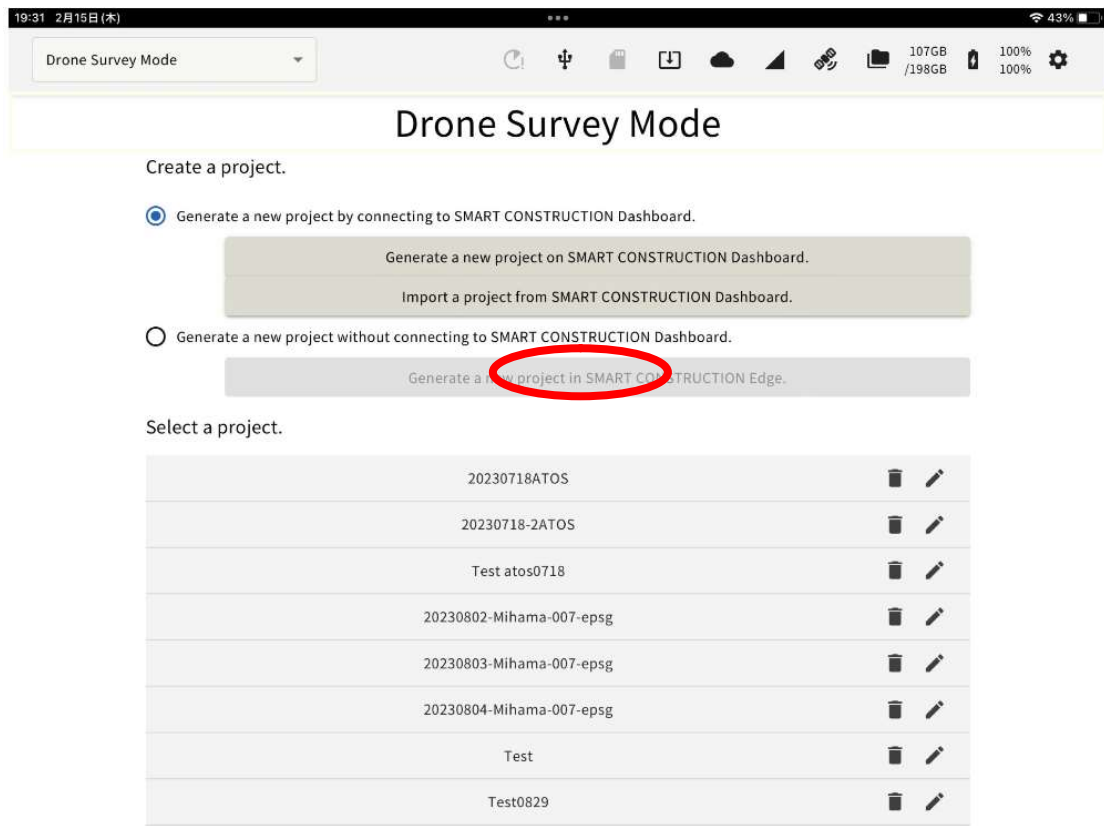 19:31 2月15日(木)
43%
Drone Survey Mode
107GB
/198GB
100%
100%
Drone Survey Mode
Create a project.
Generate a new project by connecting to SMART CONSTRUCTION Dashboard.
Generate a new project on SMART CONSTRUCTION Dashboard.
Import a project from SMART CONSTRUCTION Dashboard.
Generate a new project without connecting to SMART CONSTRUCTION Dashboard.
Generate a new project in SMART CONSTRUCTION Edge.
Select a project.
20230718ATOS
20230718-2ATOS
Test atos0718
20230802-Mihama-007-epsg
20230803-Mihama-007-epsg
20230804-Mihama-007-epsg
Test
Test0829